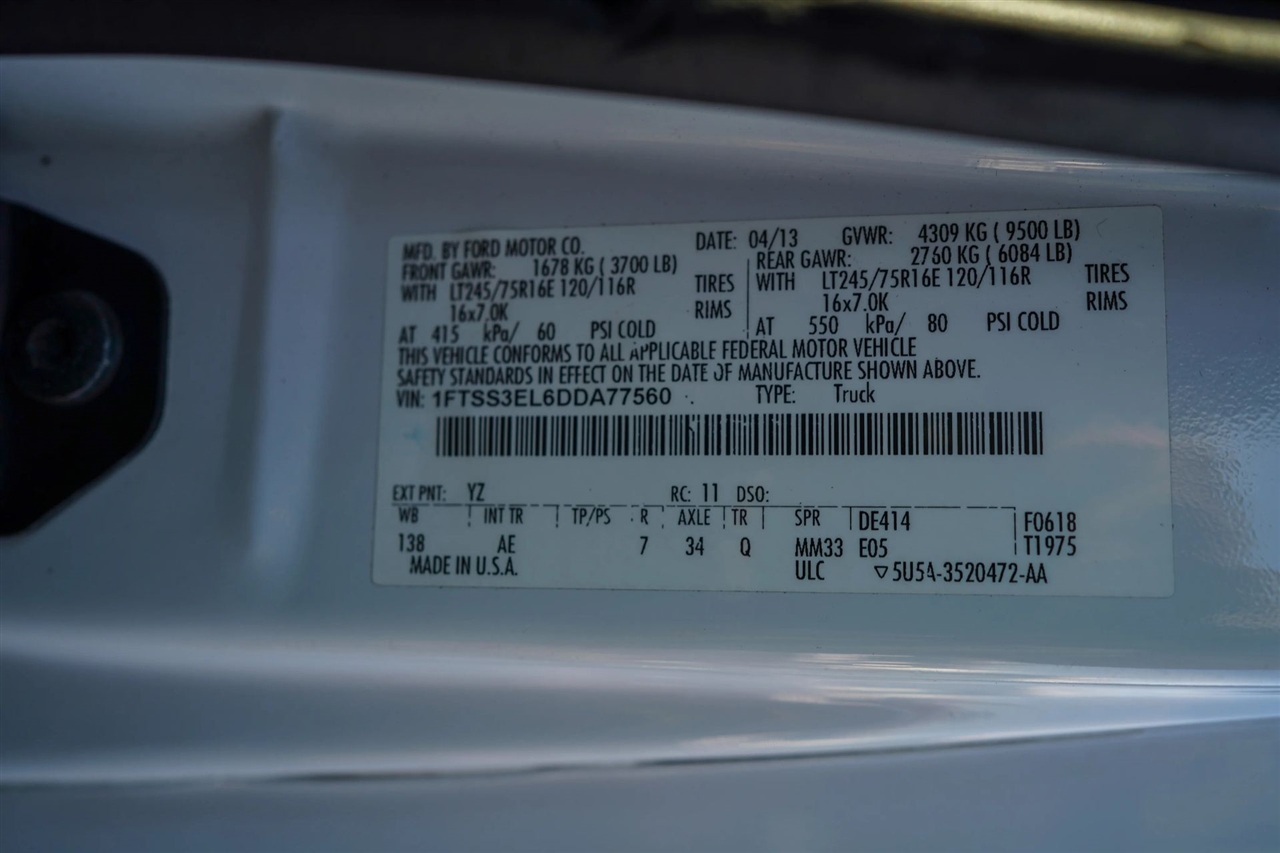 MFD. BY FORD MOTOR CO. DATE: 04/13 GVWR: 4309 KG ( 9500 LB)
FRONT GAWR: 1678 KG ( 3700 LB) REAR GAWR: 2760 KG ( 6084 LB)
WITH LT245/75R16E 120/116R TIRES WITH LT245/75R16E 120/116R TIRES
16x7.0K RIMS 16x7.0K RIMS
AT 415 kPa/ 60 PSI COLD AT 550 kPa/ 80 PSI COLD
THIS VEHICLE CONFORMS TO ALL APPLICABLE FEDERAL MOTOR VEHICLE
SAFETY STANDARDS IN EFFECT ON THE DATE OF MANUFACTURE SHOWN ABOVE.
VIN: 1FTSS3EL6DDA77560 TYPE: Truck
EXT PNT: YZ RC: 11 DSO:
WB INT TR TP/PS R AXLE TR SPR DE414 F0618
138 AE 7 34 Q MM33 E05 T1975
MADE IN U.S.A. ULC ▽5U5A-3520472-AA